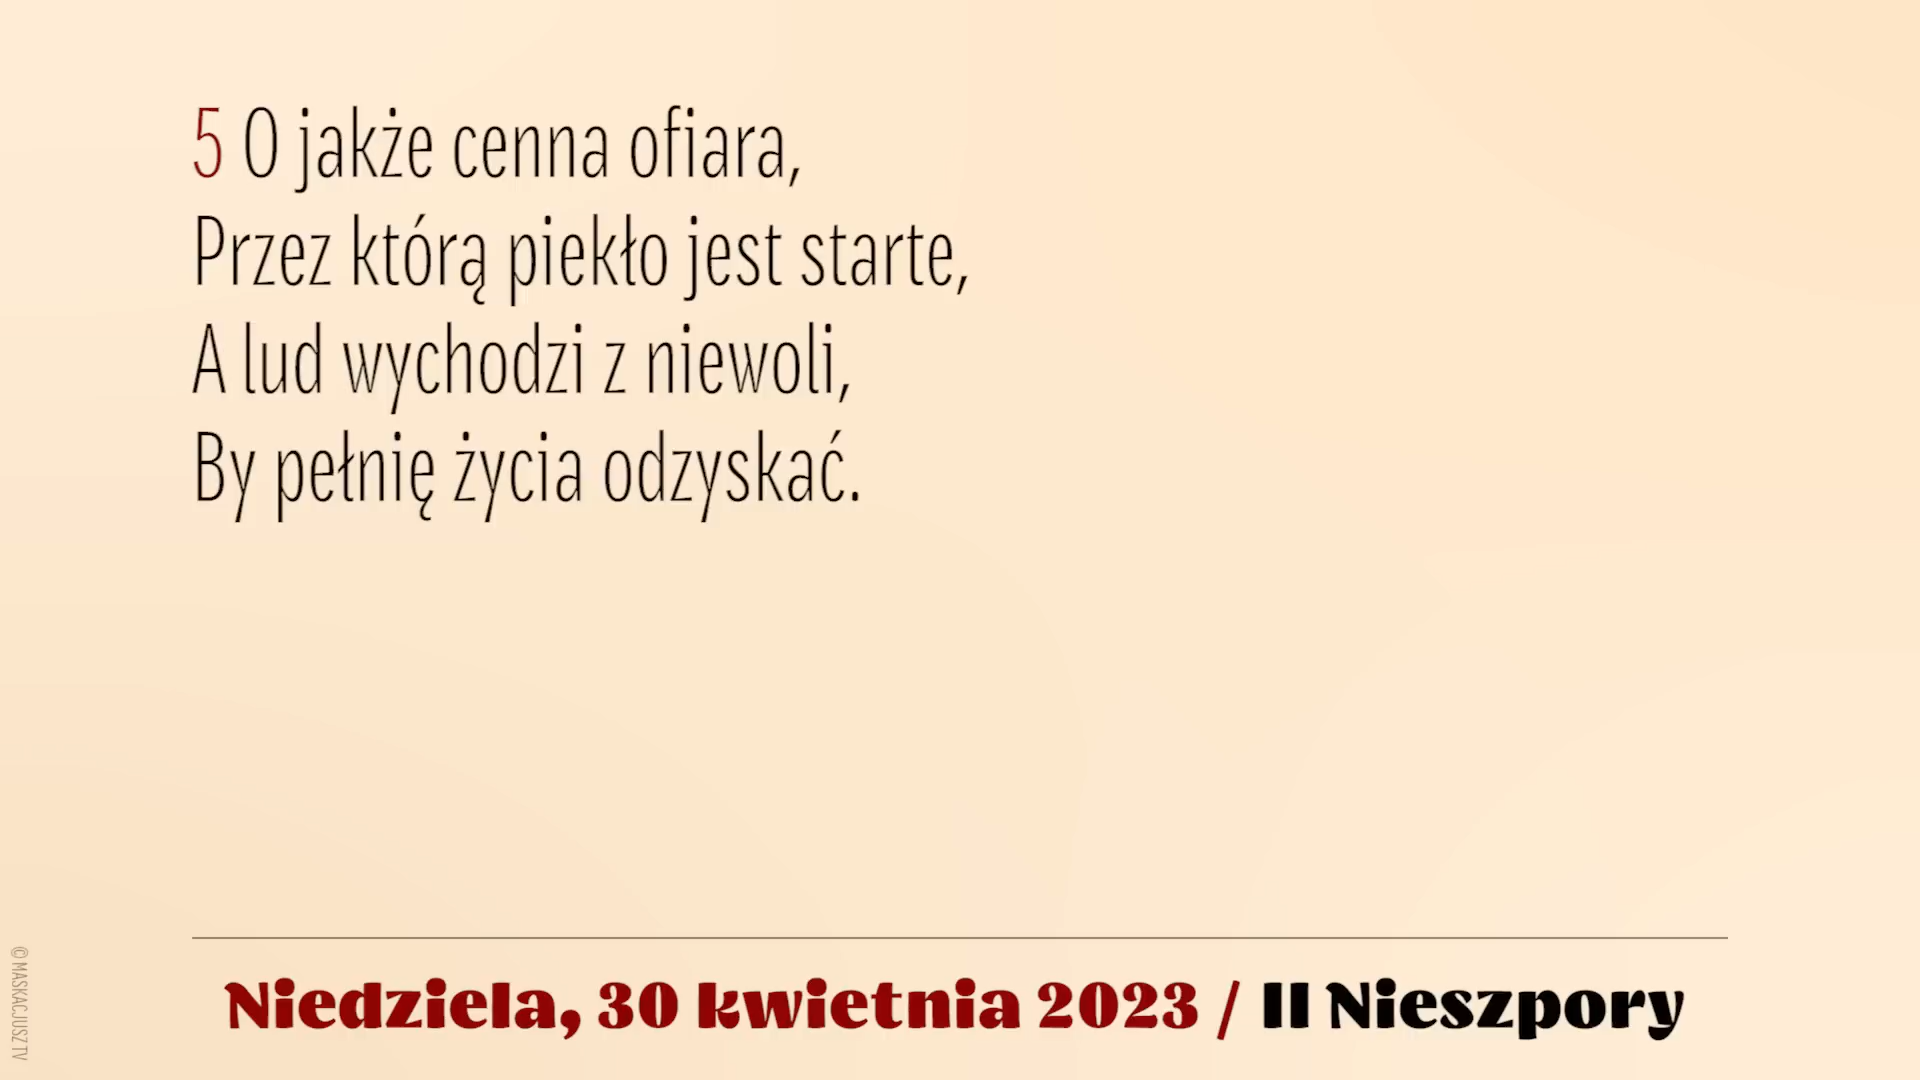 5 O jakże cenna ofiara,
Przez którą piekło jest starte,
A lud wychodzi z niewoli,
By pełnię życia odzyskać.
Niedziela, 30 kwietnia 2023 / II Nieszpory
© MASKACJUSZ TV